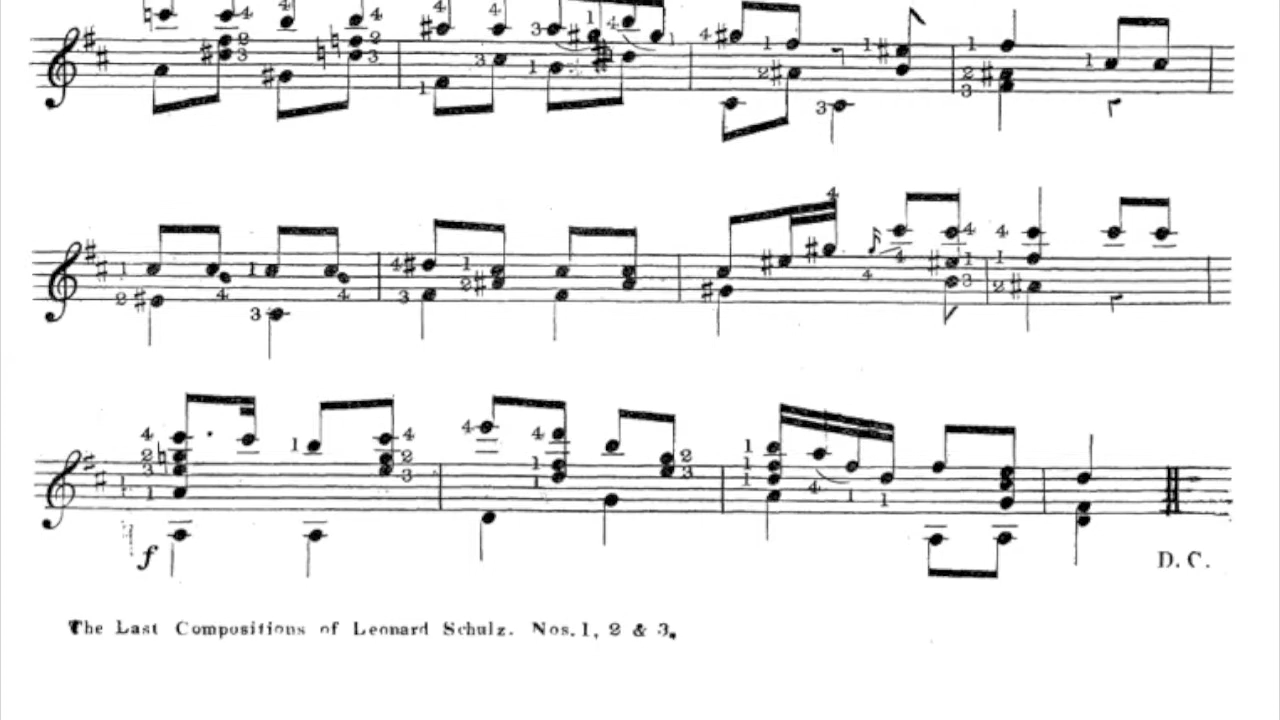 f
D. C.
The Last Compositions of Leonard Schulz. Nos. 1, 2 & 3.